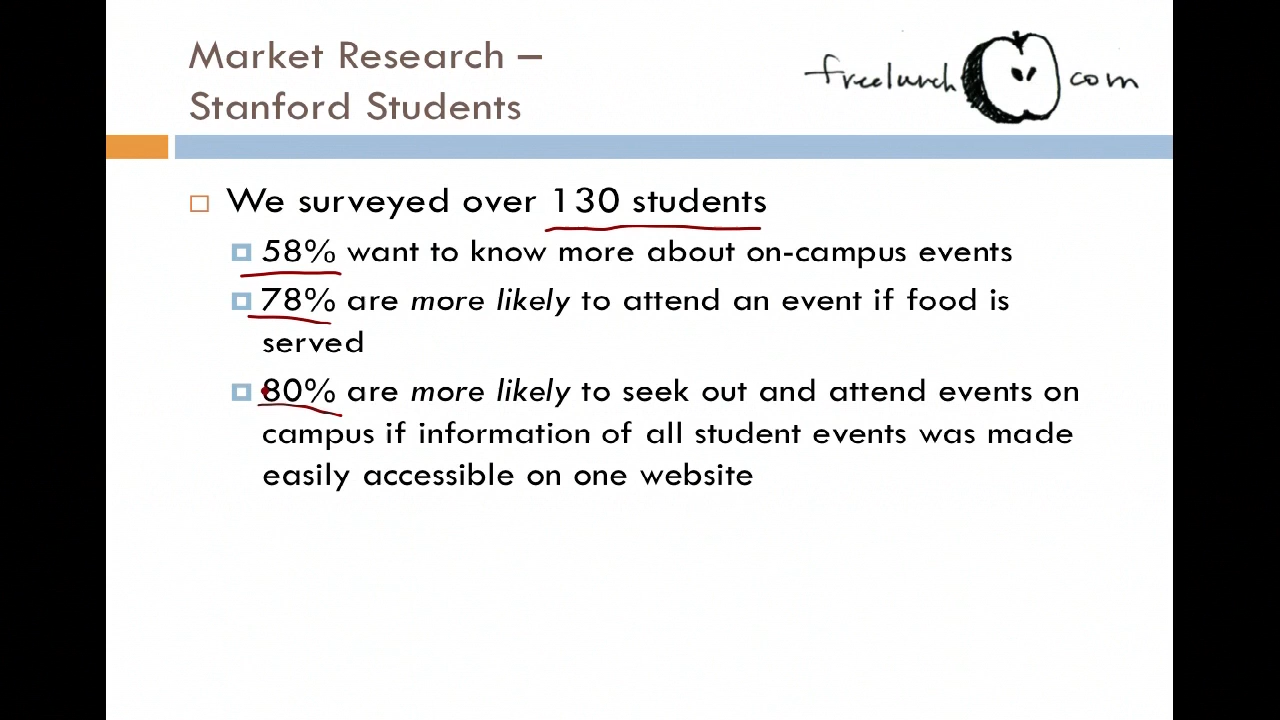 Market Research –
Stanford Students
freelunch com
We surveyed over 130 students
58% want to know more about on-campus events
78% are more likely to attend an event if food is
served
80% are more likely to seek out and attend events on
campus if information of all student events was made
easily accessible on one website